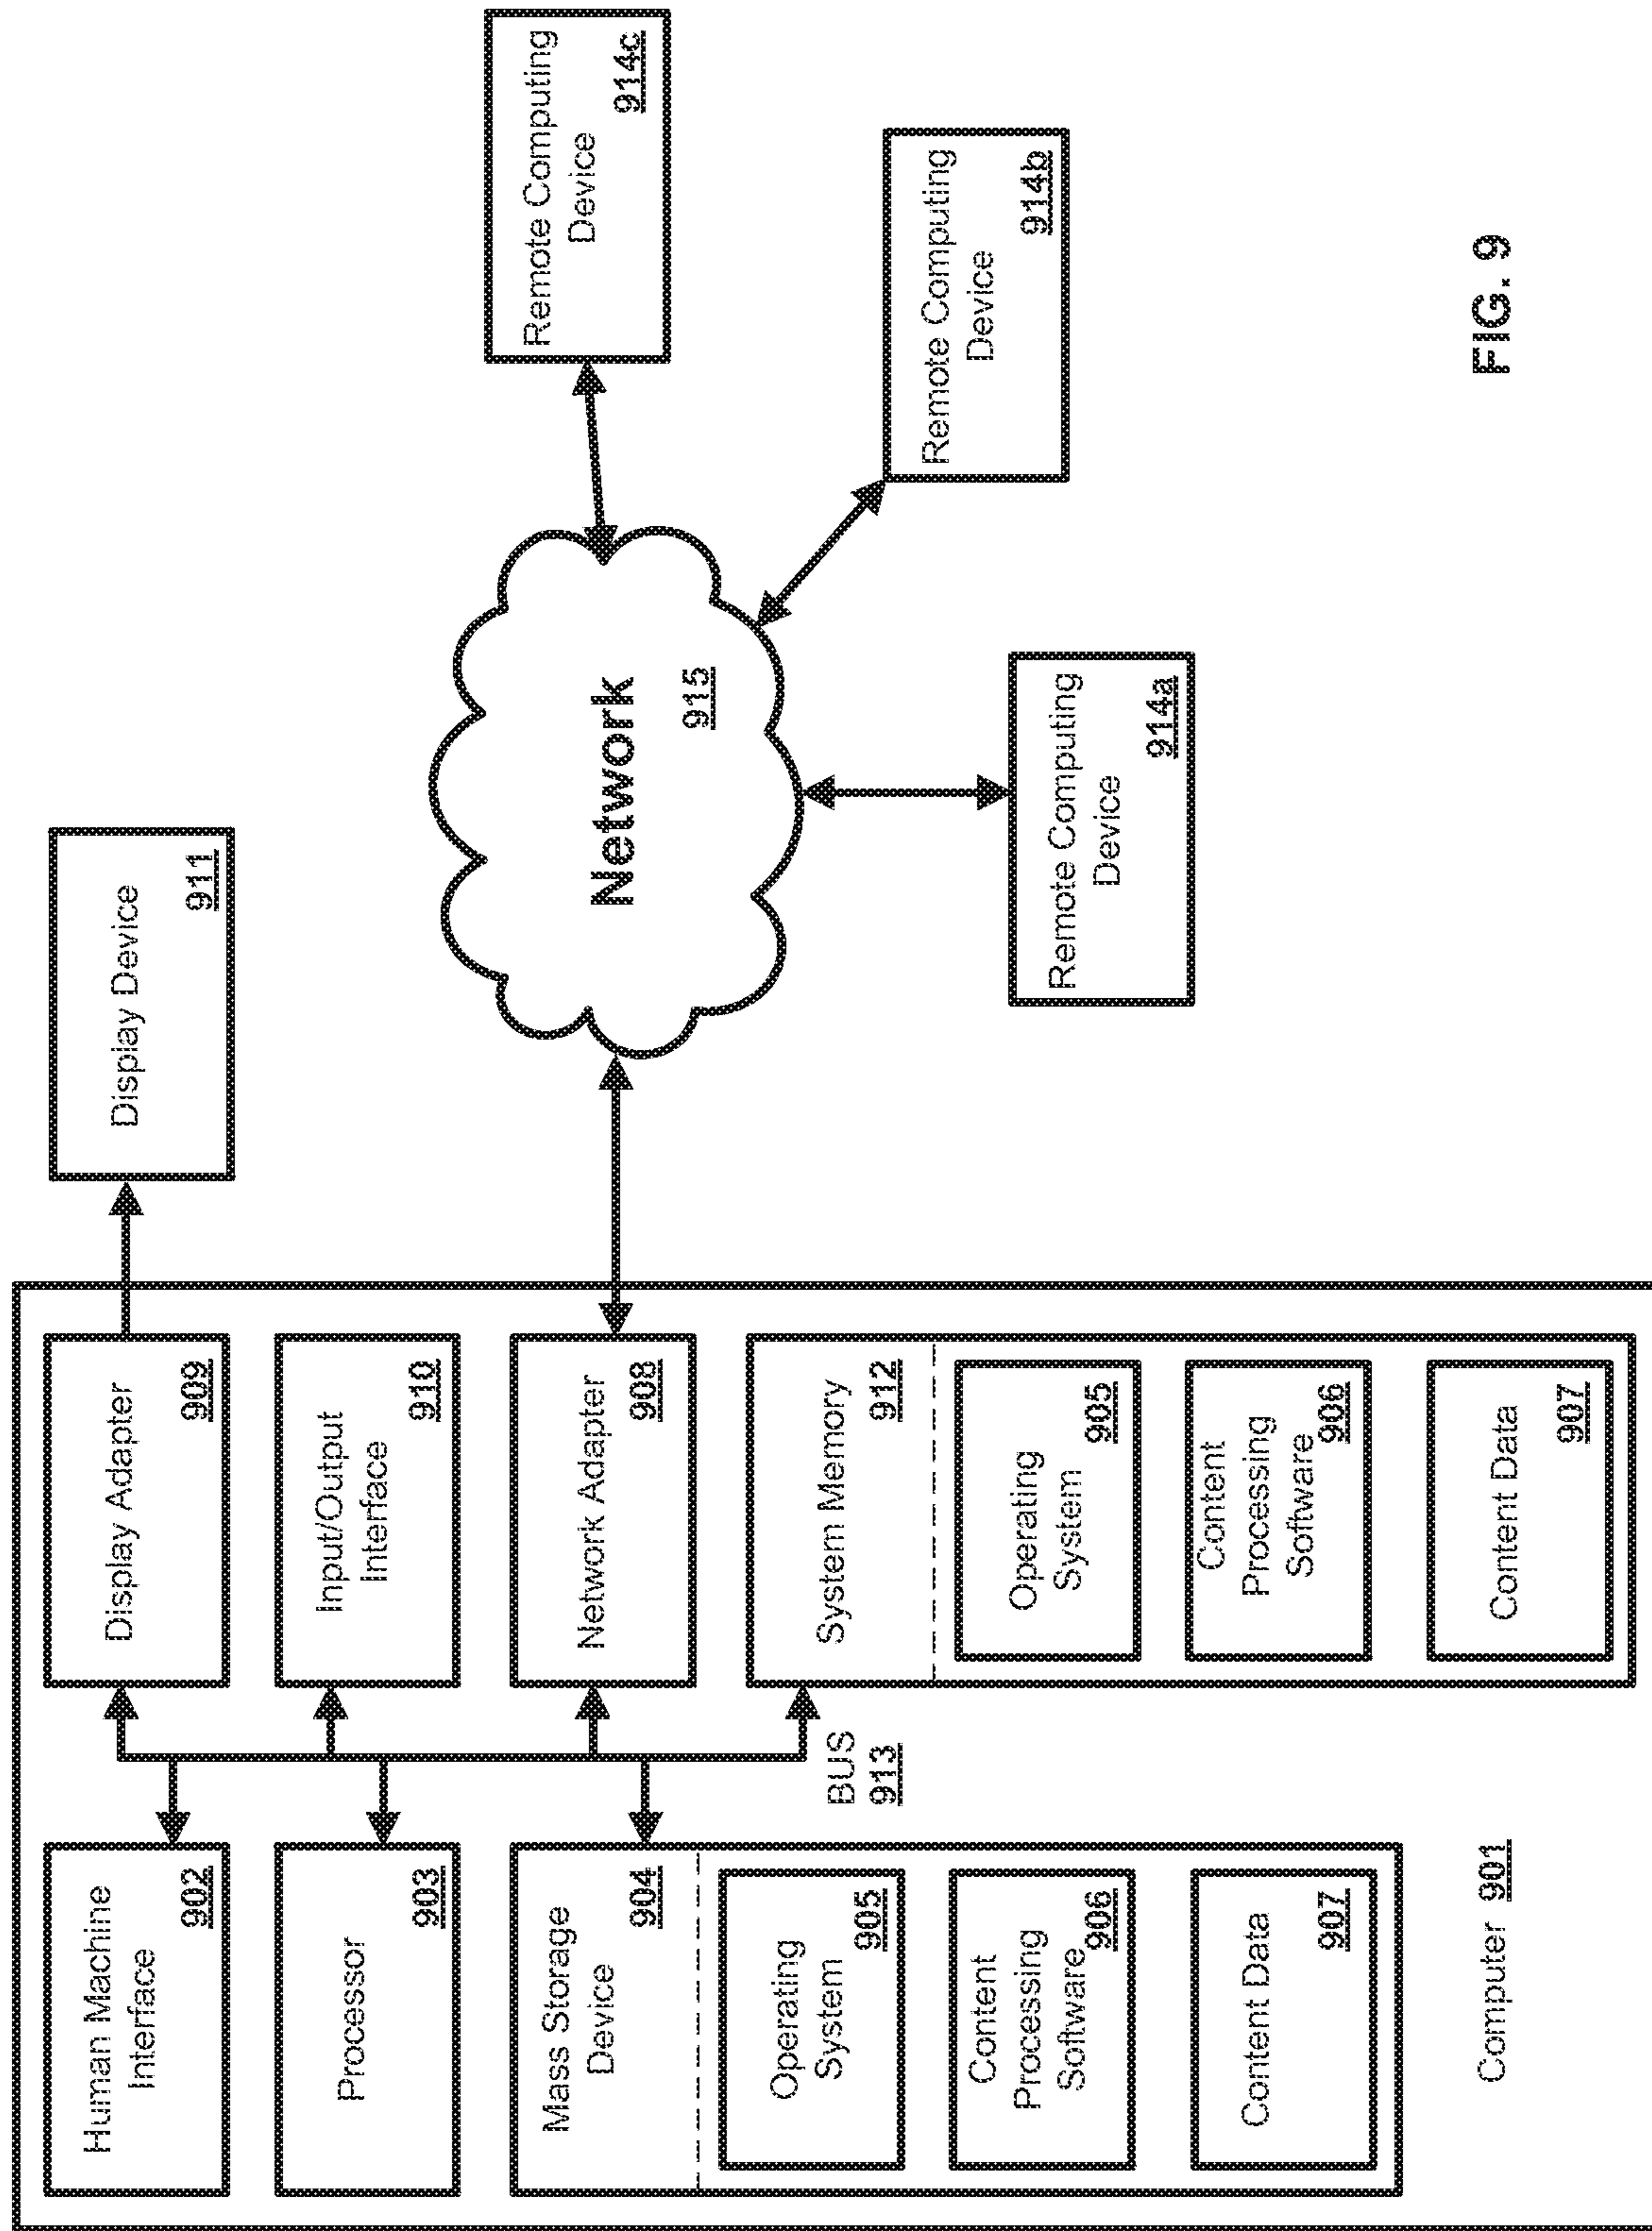 Human Machine
Interface
902
Processor
903
Mass Storage
Device
904
Operating
System
905
Content
Processing
Software
906
Content Data
907
Computer 901
BUS
913
Display Adapter
909
Input/Output
Interface
910
Network Adapter
908
System Memory
912
Operating
System
905
Content
Processing
Software
906
Content Data
907
Display Device
911
Network
915
Remote Computing
Device
914a
Remote Computing
Device
914b
Remote Computing
Device
914c
FIG. 9